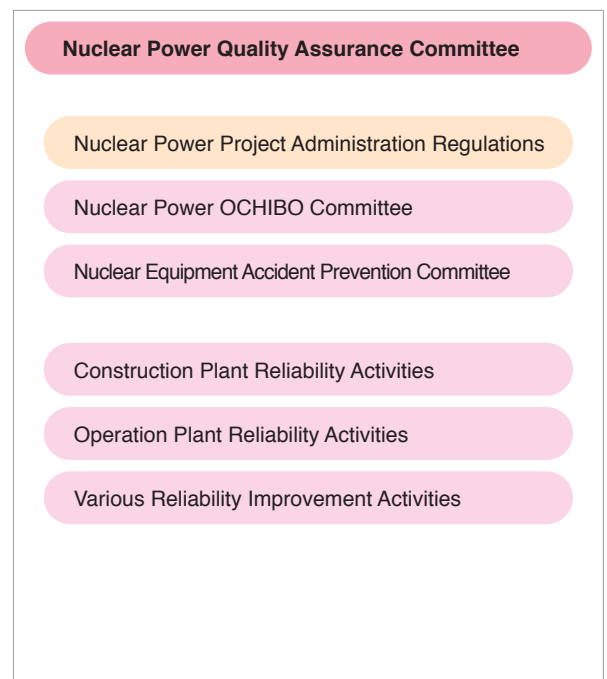 Nuclear Power Quality Assurance Committee
Nuclear Power Project Administration Regulations
Nuclear Power OCHIBO Committee
Nuclear Equipment Accident Prevention Committee
Construction Plant Reliability Activities
Operation Plant Reliability Activities
Various Reliability Improvement Activities